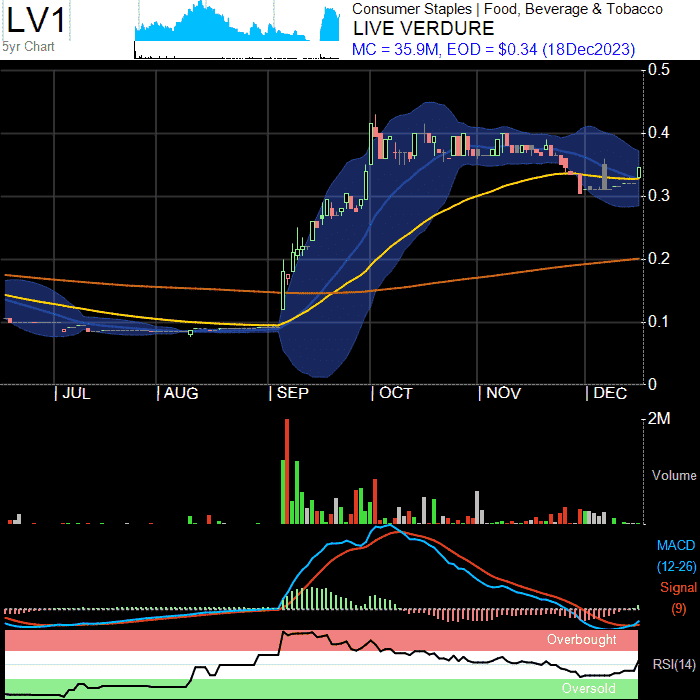 LV1
5yr Chart
Consumer Staples | Food, Beverage & Tobacco
LIVE VERDURE
MC = 35.9M, EOD = $0.34 (18Dec2023)
0.5
0.4
0.3
0.2
0.1
0
| JUL | AUG | SEP | OCT | NOV | DEC
2M
Volume
MACD
(12-26)
Signal
(9)
Overbought
RSI(14)
Oversold